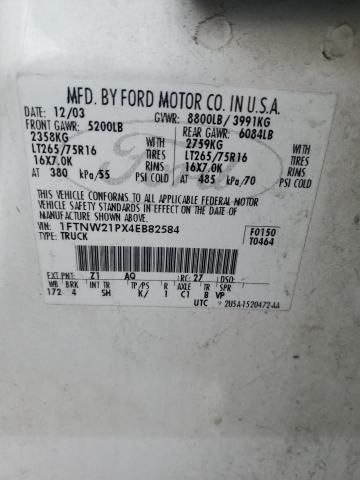 MFD. BY FORD MOTOR CO. IN U.S.A.
DATE: 12/03 GVWR: 8800LB/ 3991KG
FRONT GAWR: 5200LB REAR GAWR: 6084LB
2358KG 2759KG
LT265/75R16 TIRES LT265/75R16 TIRES
16X7.0K RIMS 16X7.0K RIMS
AT 380 kPa/55 PSI COLD AT 485 kPa/70 PSI COLD
THIS VEHICLE CONFORMS TO ALL APPLICABLE FEDERAL MOTOR
VEHICLE SAFETY STANDARDS IN EFFECT ON THE DATE OF
MANUFACTURE SHOWN ABOVE.
VIN: 1FTNW21PX4EB82584 F0150
TYPE: TRUCK T0464
EXT PNT: Z1 AQ RC: 27 DSO:
WB BRK INT TR TP/PS R AXLE TR SPR
172 4 SH K/ 1 C1 B VP
UTC 2U5A-1520472-AA
Ford